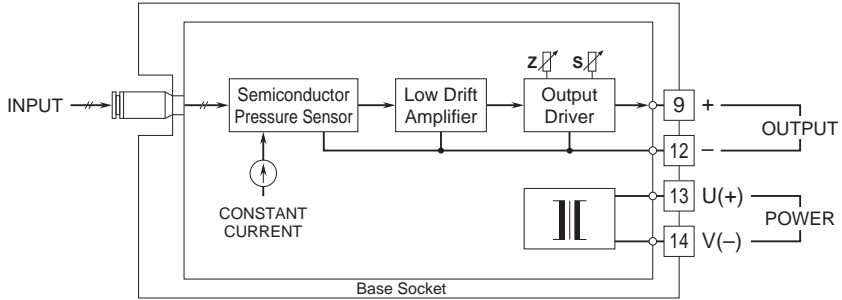 Z S
INPUT
Semiconductor
Pressure Sensor
Low Drift
Amplifier
Output
Driver
9 +
OUTPUT
12 –
CONSTANT
CURRENT
13 U(+)
POWER
14 V(–)
Base Socket